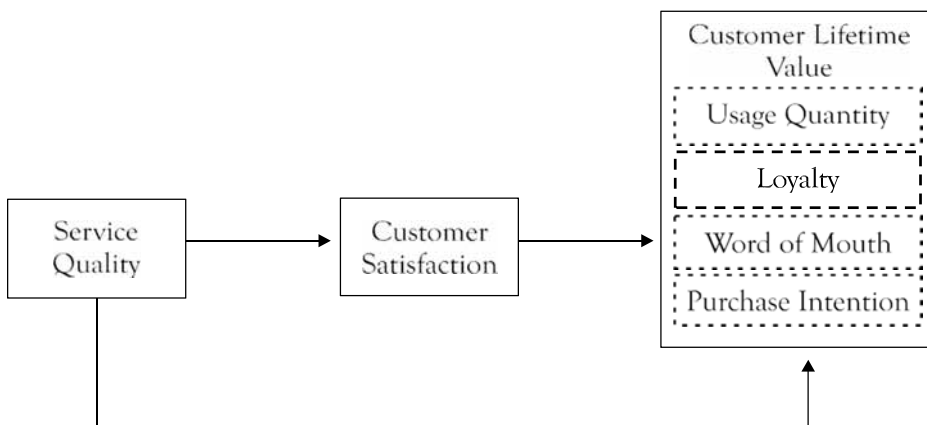 Customer Lifetime
Value
Usage Quantity
Loyalty
Service
Quality
Customer
Satisfaction
Word of Mouth
Purchase Intention